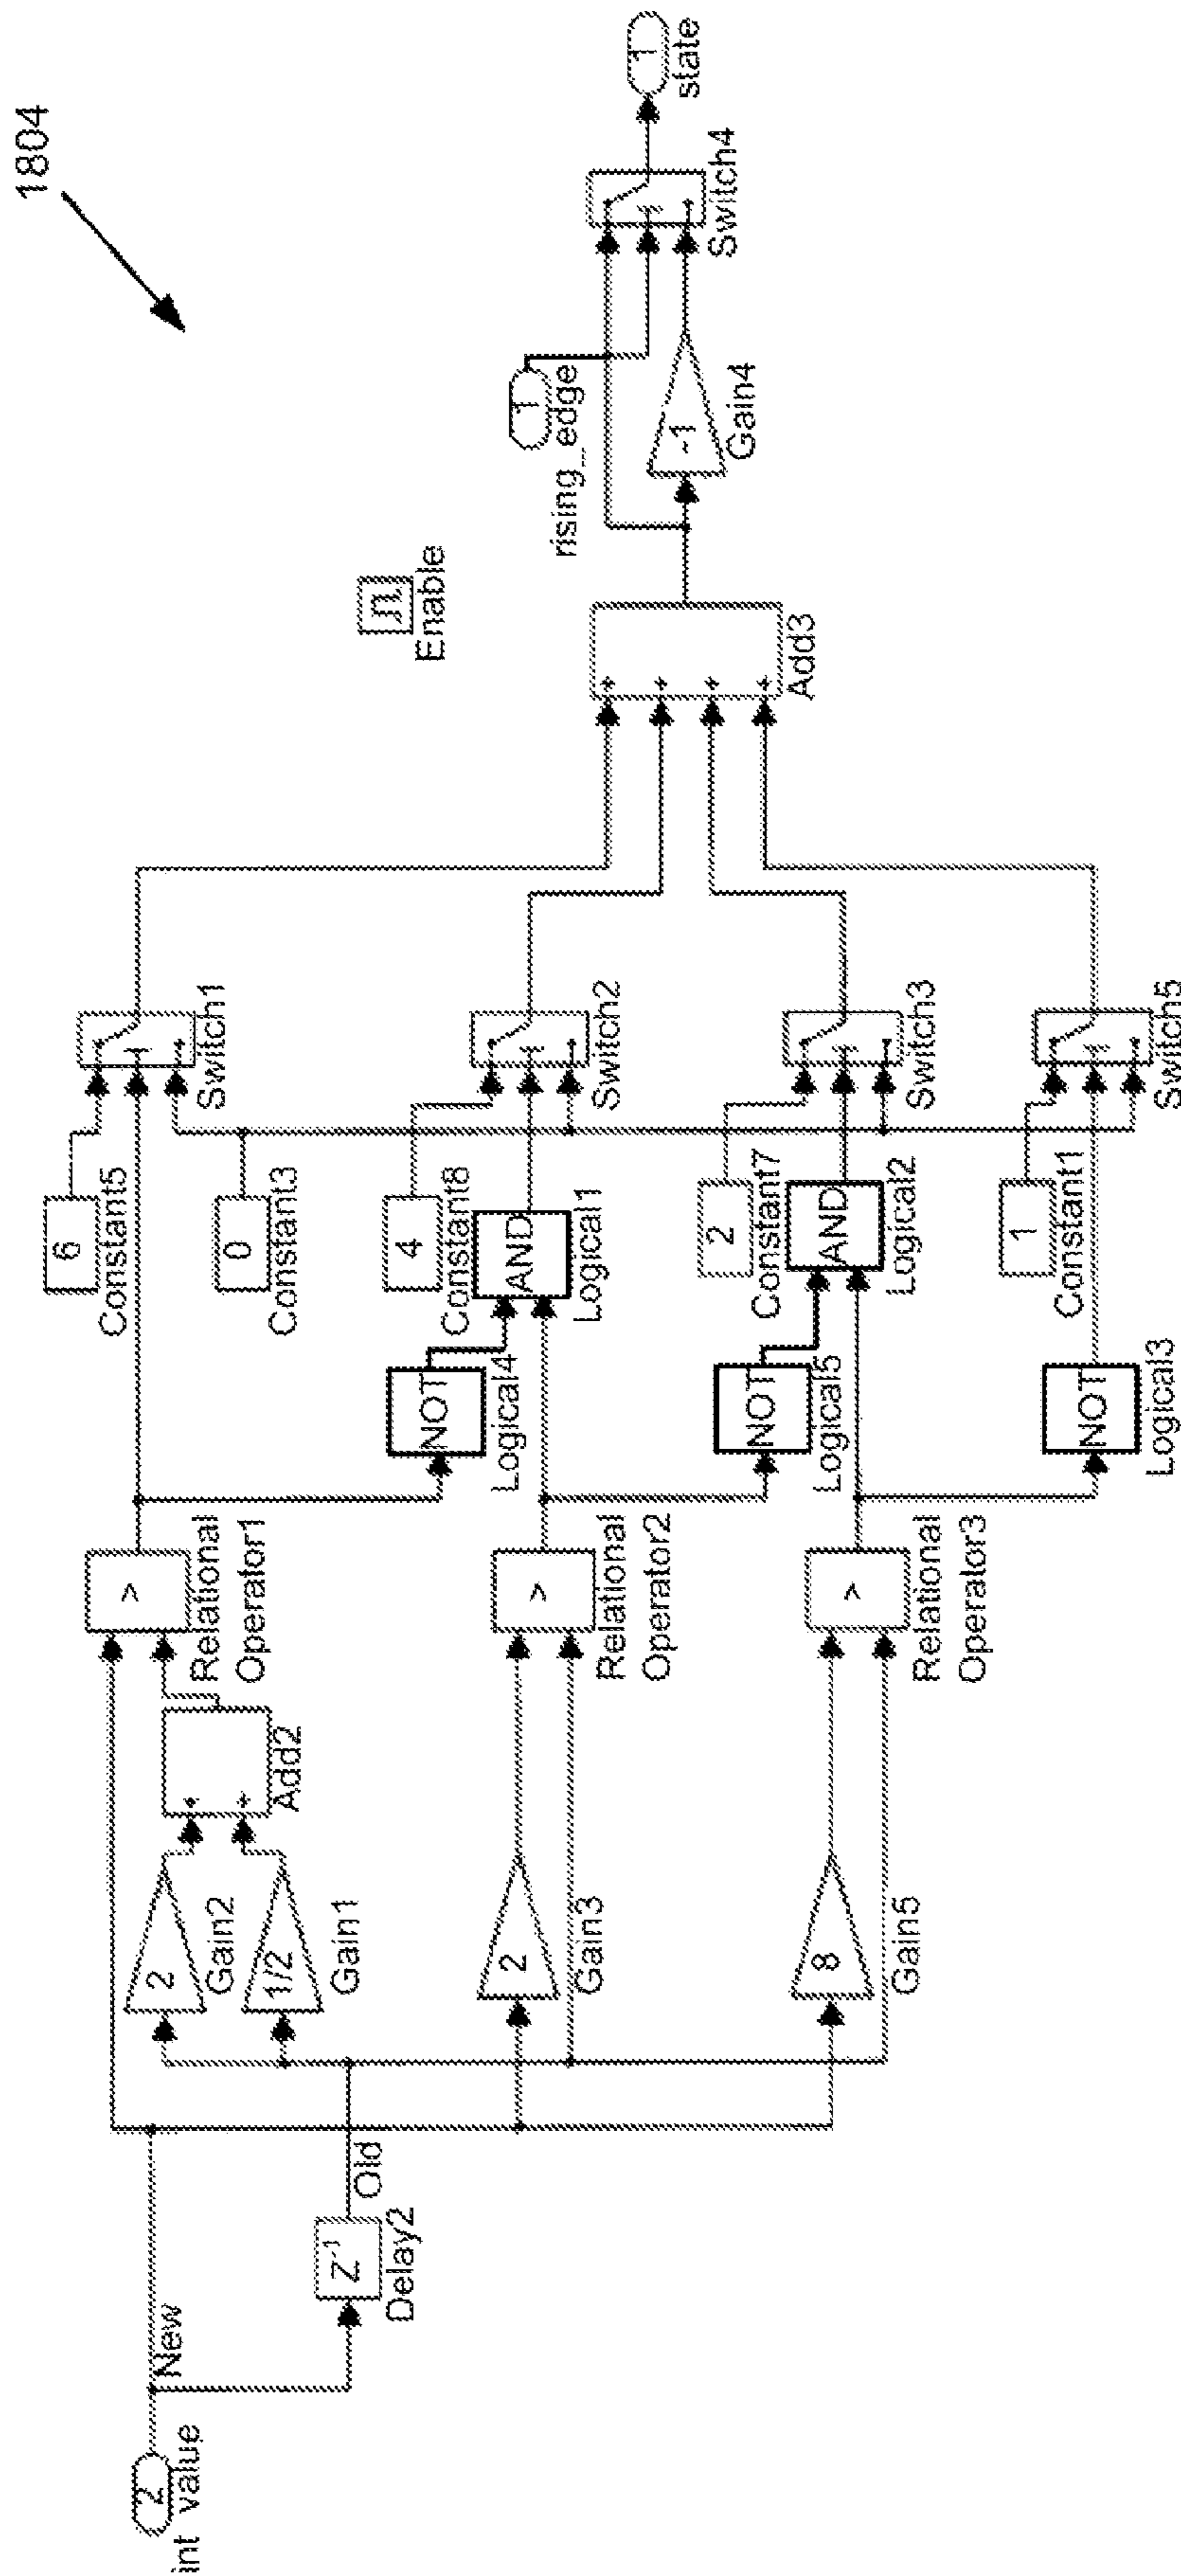 1804
2
int value
New
Z-1
Delay2
Old
2
Gain2
1/2
Gain1
+
+
Add2
>
Relational
Operator1
2
Gain3
>
Relational
Operator2
8
Gain5
>
Relational
Operator3
6
Constant5
0
Constant3
NOT
Logical4
4
Constant8
AND
Logical1
NOT
Logical5
2
Constant7
AND
Logical2
NOT
Logical3
1
Constant1
Switch1
Switch2
Switch3
Switch5
+
+
+
+
Add3
Enable
1
rising_edge
-1
Gain4
Switch4
1
state